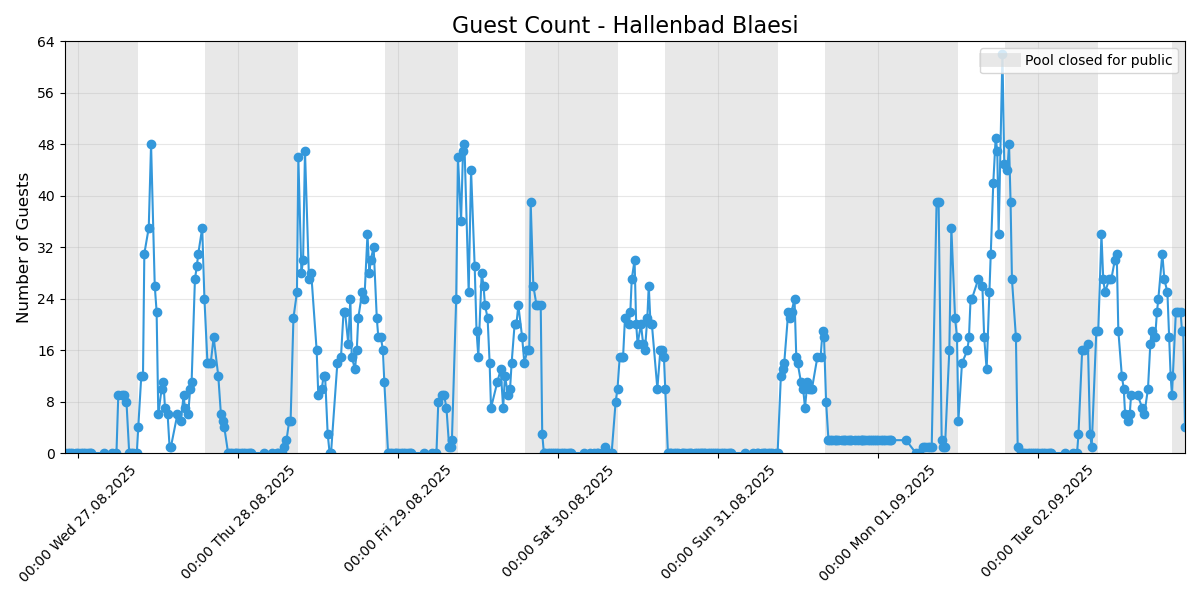 Guest Count - Hallenbad Blaesi
Pool closed for public
Number of Guests
64
56
48
40
32
24
16
8
0
00:00 Wed 27.08.2025
00:00 Thu 28.08.2025
00:00 Fri 29.08.2025
00:00 Sat 30.08.2025
00:00 Sun 31.08.2025
00:00 Mon 01.09.2025
00:00 Tue 02.09.2025